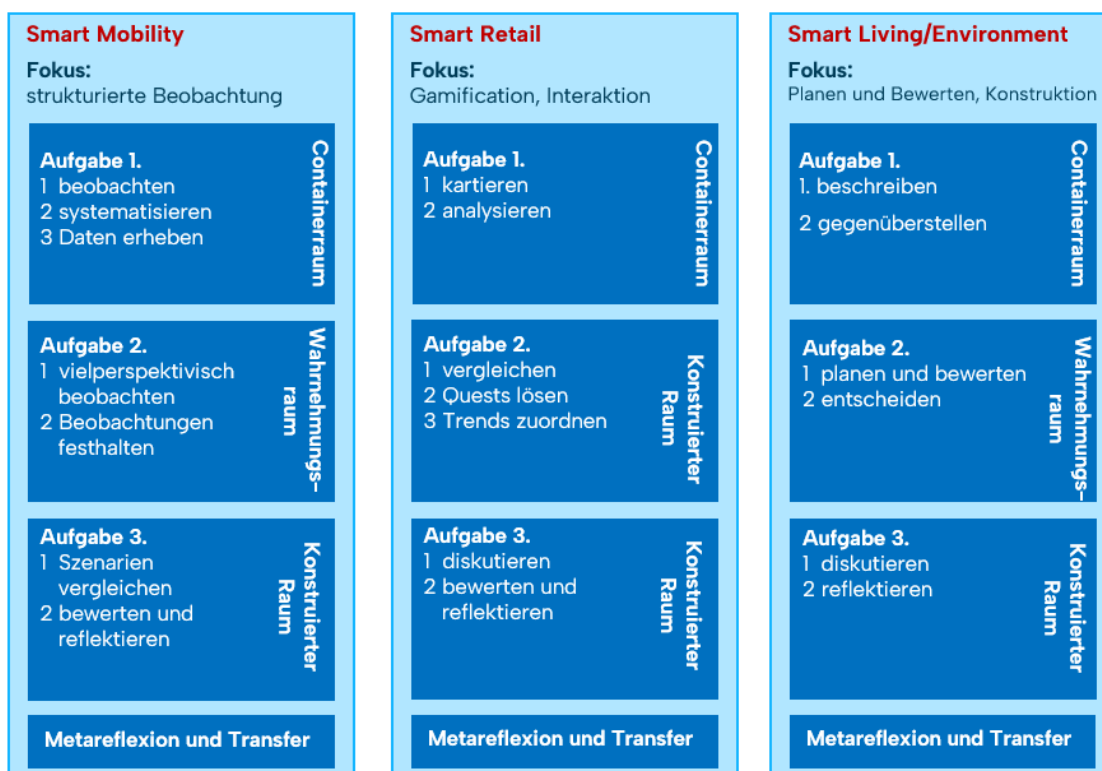 Smart Mobility
Fokus:
strukturierte Beobachtung
Aufgabe 1.
1 beobachten
2 systematisieren
3 Daten erheben
Containerraum
Aufgabe 2.
1 vielperspektivisch
beobachten
2 Beobachtungen
festhalten
Wahrnehmungs-
raum
Aufgabe 3.
1 Szenarien
vergleichen
2 bewerten und
reflektieren
Konstruierter
Raum
Metareflexion und Transfer
Smart Retail
Fokus:
Gamification, Interaktion
Aufgabe 1.
1 kartieren
2 analysieren
Containerraum
Aufgabe 2.
1 vergleichen
2 Quests lösen
3 Trends zuordnen
Konstruierter
Raum
Aufgabe 3.
1 diskutieren
2 bewerten und
reflektieren
Konstruierter
Raum
Metareflexion und Transfer
Smart Living/Environment
Fokus:
Planen und Bewerten, Konstruktion
Aufgabe 1.
1. beschreiben
2 gegenüberstellen
Containerraum
Aufgabe 2.
1 planen und bewerten
2 entscheiden
Wahrnehmungs-
raum
Aufgabe 3.
1 diskutieren
2 reflektieren
Konstruierter
Raum
Metareflexion und Transfer